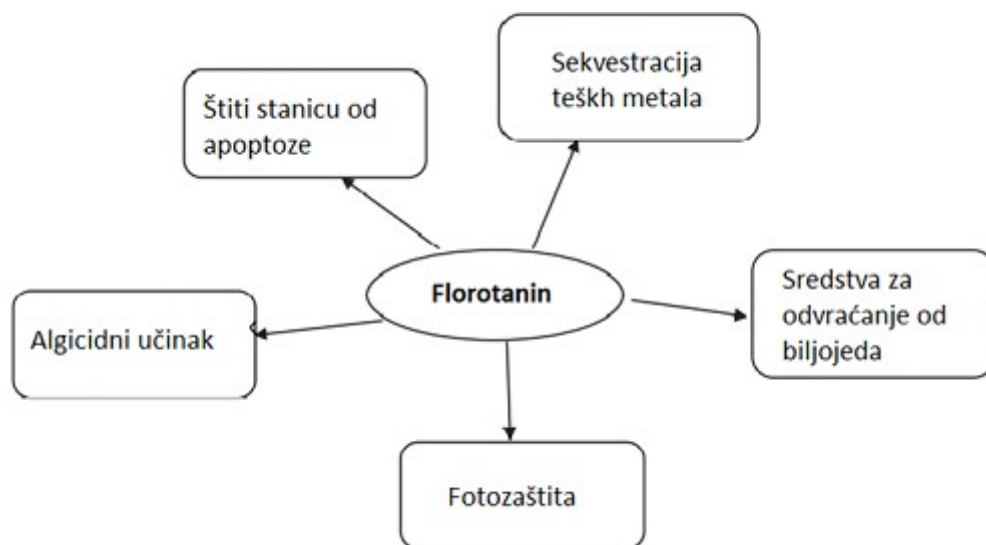 Sekvestracija
teškh metala
Štiti stanicu od
apoptoze
Florotanin
Sredstva za
odvraćanje od
biljojeda
Algicidni učinak
Fotozaštita